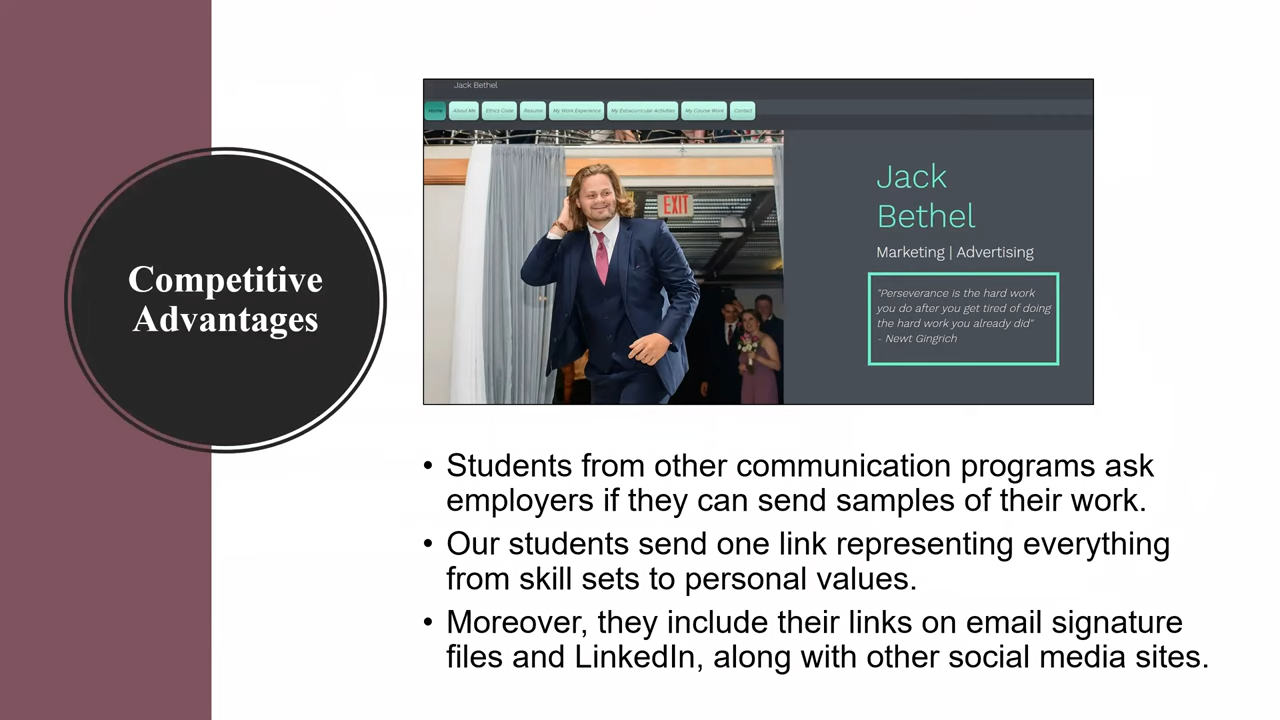 Competitive
Advantages
Jack Bethel
Home
About Me
Ethics Code
Resume
My Work Experience
My Extracurricular Activities
My Course Work
Contact
EXIT
Jack
Bethel
Marketing | Advertising
"Perseverance is the hard work
you do after you get tired of doing
the hard work you already did"
- Newt Gingrich
• Students from other communication programs ask
employers if they can send samples of their work.
• Our students send one link representing everything
from skill sets to personal values.
• Moreover, they include their links on email signature
files and LinkedIn, along with other social media sites.